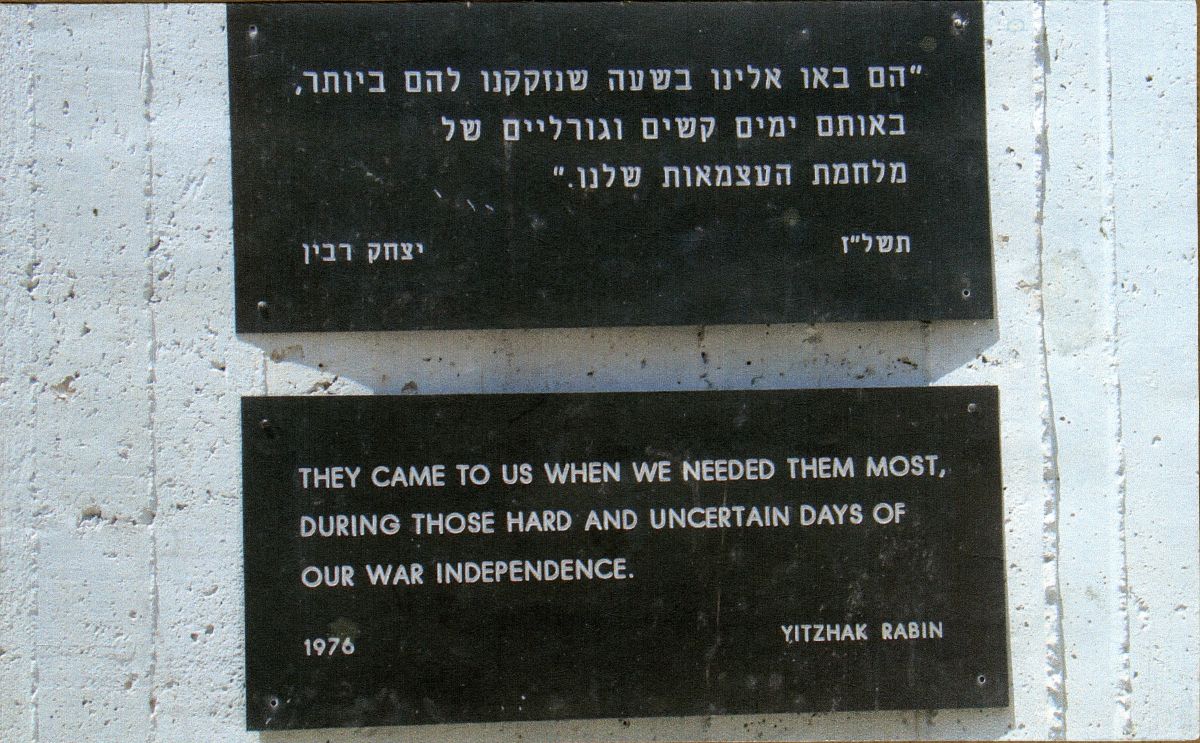 "הם באו אלינו בשעה שנזקקנו להם ביותר,
באותם ימים קשים וגורליים של
מלחמת העצמאות שלנו."
תשל"ז יצחק רבין
THEY CAME TO US WHEN WE NEEDED THEM MOST,
DURING THOSE HARD AND UNCERTAIN DAYS OF
OUR WAR INDEPENDENCE.
1976 YITZHAK RABIN